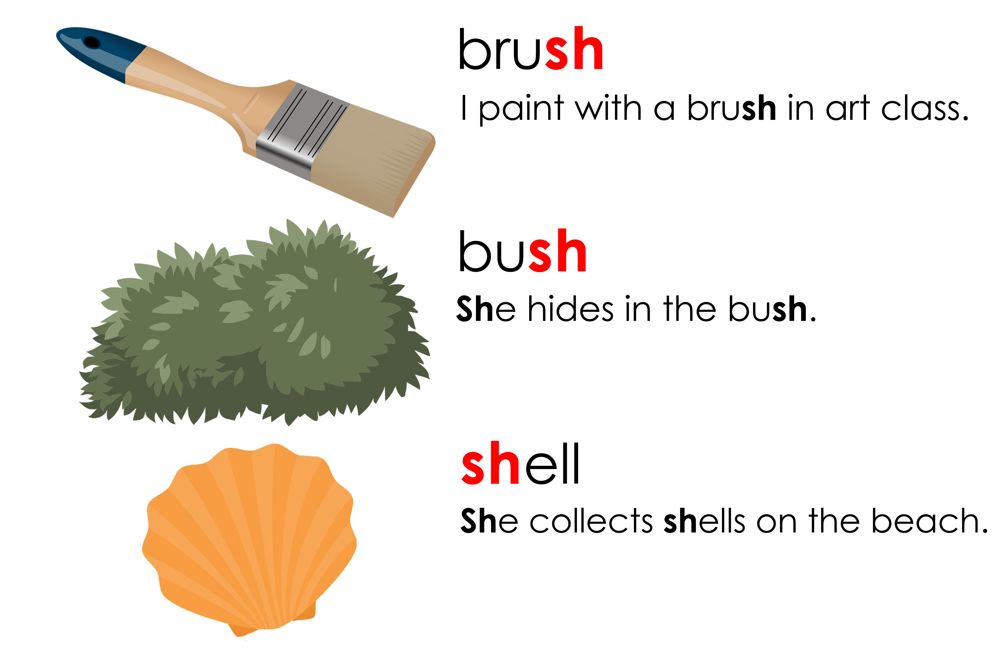 brush
I paint with a brush in art class.
bush
She hides in the bush.
shell
She collects shells on the beach.